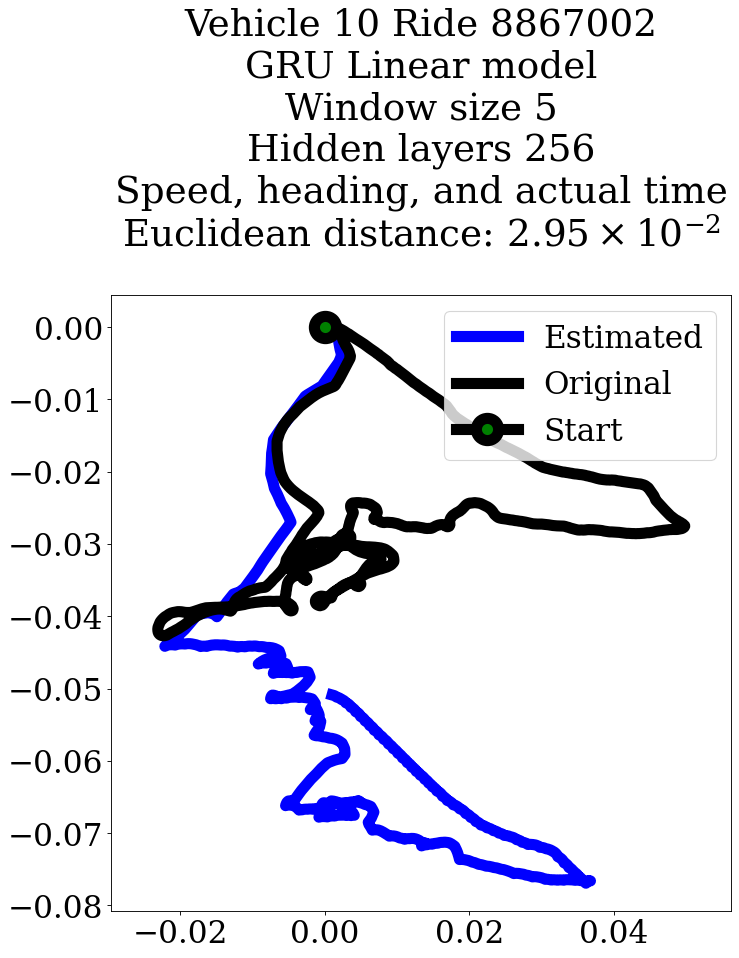 Vehicle 10 Ride 8867002
GRU Linear model
Window size 5
Hidden layers 256
Speed, heading, and actual time
Euclidean distance: 2.95 × 10⁻²
Estimated
Original
Start
0.00
−0.01
−0.02
−0.03
−0.04
−0.05
−0.06
−0.07
−0.08
−0.02 0.00 0.02 0.04